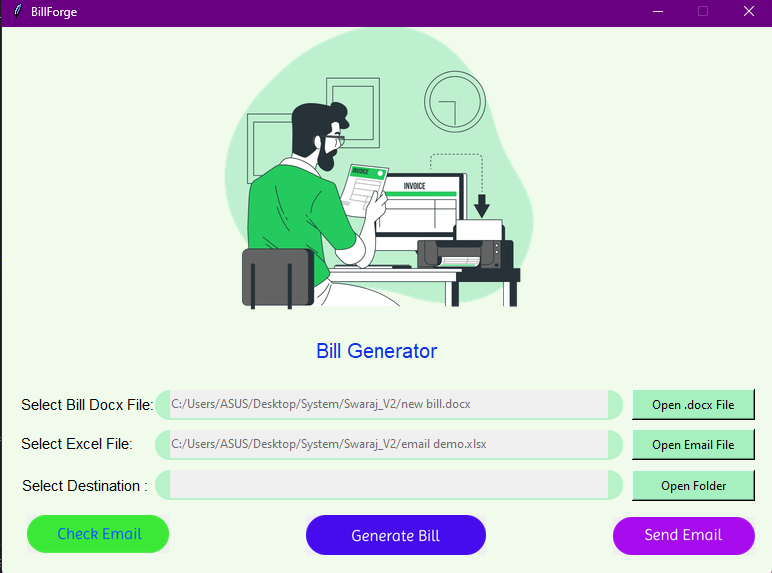 BillForge
INVOICE
INVOICE
Bill Generator
Select Bill Docx File: C:/Users/ASUS/Desktop/System/Swaraj_V2/new bill.docx Open .docx File
Select Excel File: C:/Users/ASUS/Desktop/System/Swaraj_V2/email demo.xlsx Open Email File
Select Destination : Open Folder
Check Email Generate Bill Send Email